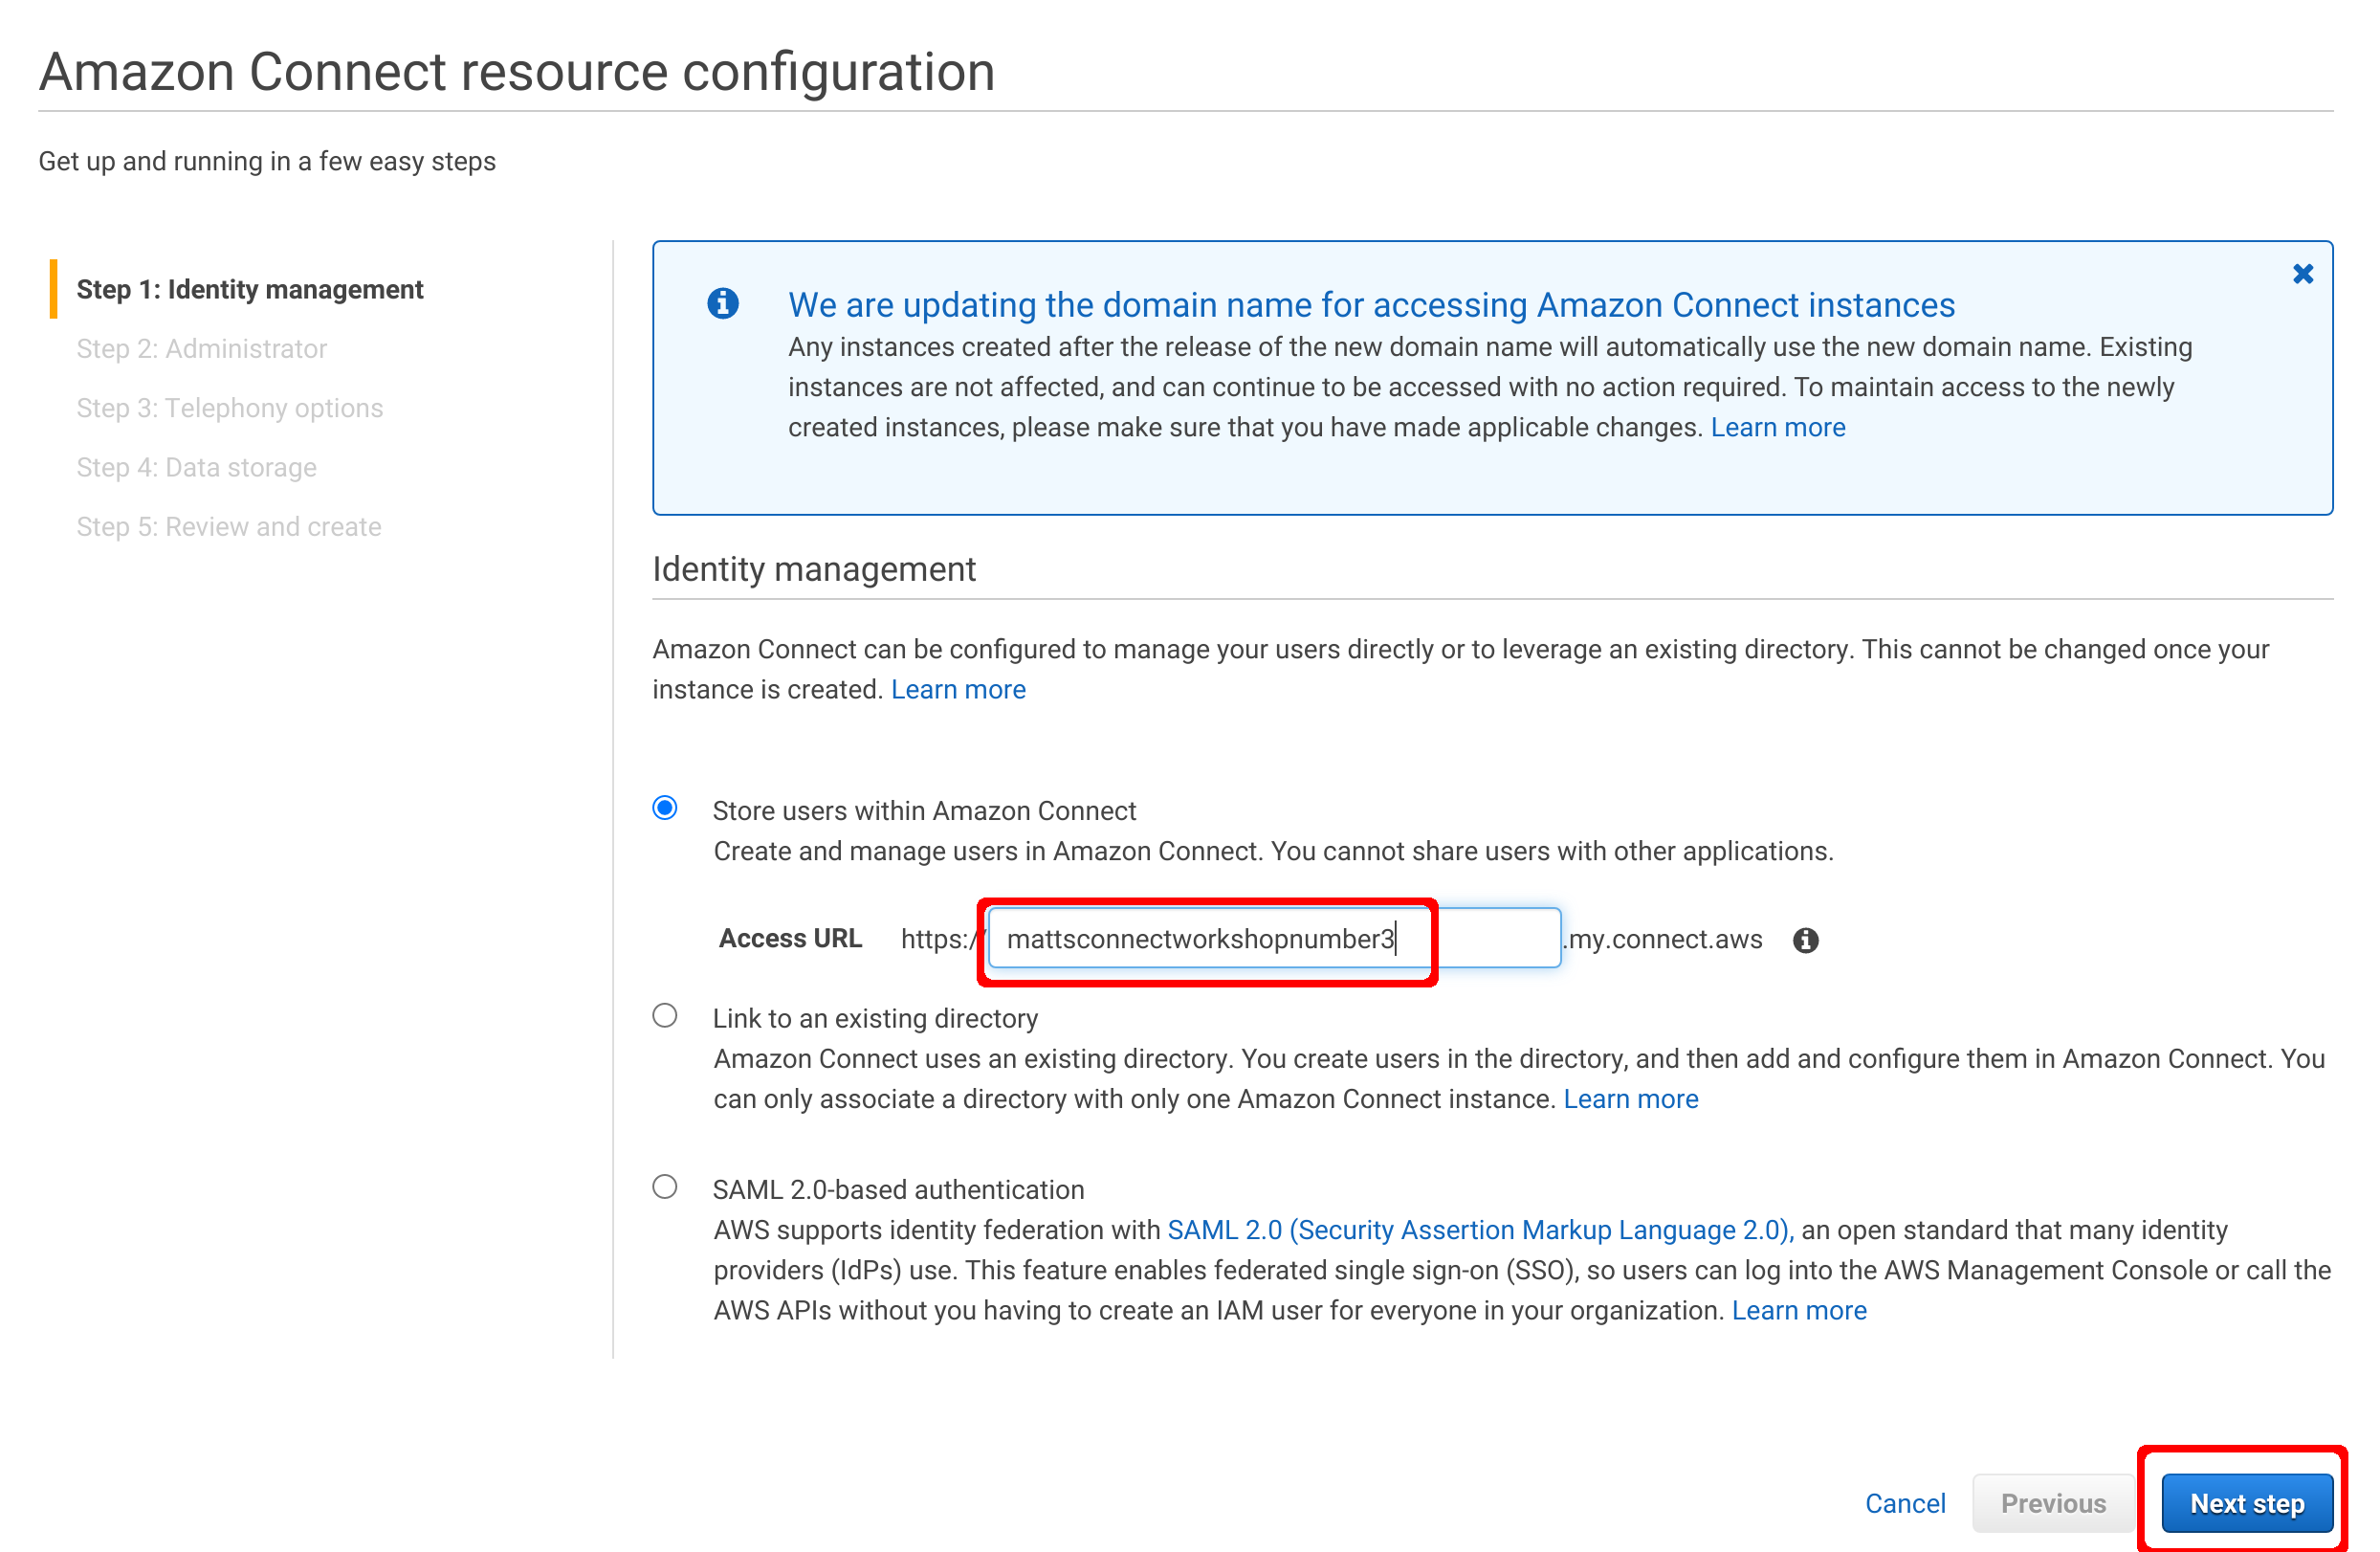 Amazon Connect resource configuration
Get up and running in a few easy steps
Step 1: Identity management
Step 2: Administrator
Step 3: Telephony options
Step 4: Data storage
Step 5: Review and create
We are updating the domain name for accessing Amazon Connect instances
Any instances created after the release of the new domain name will automatically use the new domain name. Existing
instances are not affected, and can continue to be accessed with no action required. To maintain access to the newly
created instances, please make sure that you have made applicable changes. Learn more
Identity management
Amazon Connect can be configured to manage your users directly or to leverage an existing directory. This cannot be changed once your
instance is created. Learn more
Store users within Amazon Connect
Create and manage users in Amazon Connect. You cannot share users with other applications.
Access URL https:// mattsconnectworkshopnumber3 .my.connect.aws
Link to an existing directory
Amazon Connect uses an existing directory. You create users in the directory, and then add and configure them in Amazon Connect. You
can only associate a directory with only one Amazon Connect instance. Learn more
SAML 2.0-based authentication
AWS supports identity federation with SAML 2.0 (Security Assertion Markup Language 2.0), an open standard that many identity
providers (IdPs) use. This feature enables federated single sign-on (SSO), so users can log into the AWS Management Console or call the
AWS APIs without you having to create an IAM user for everyone in your organization. Learn more
Cancel Previous Next step